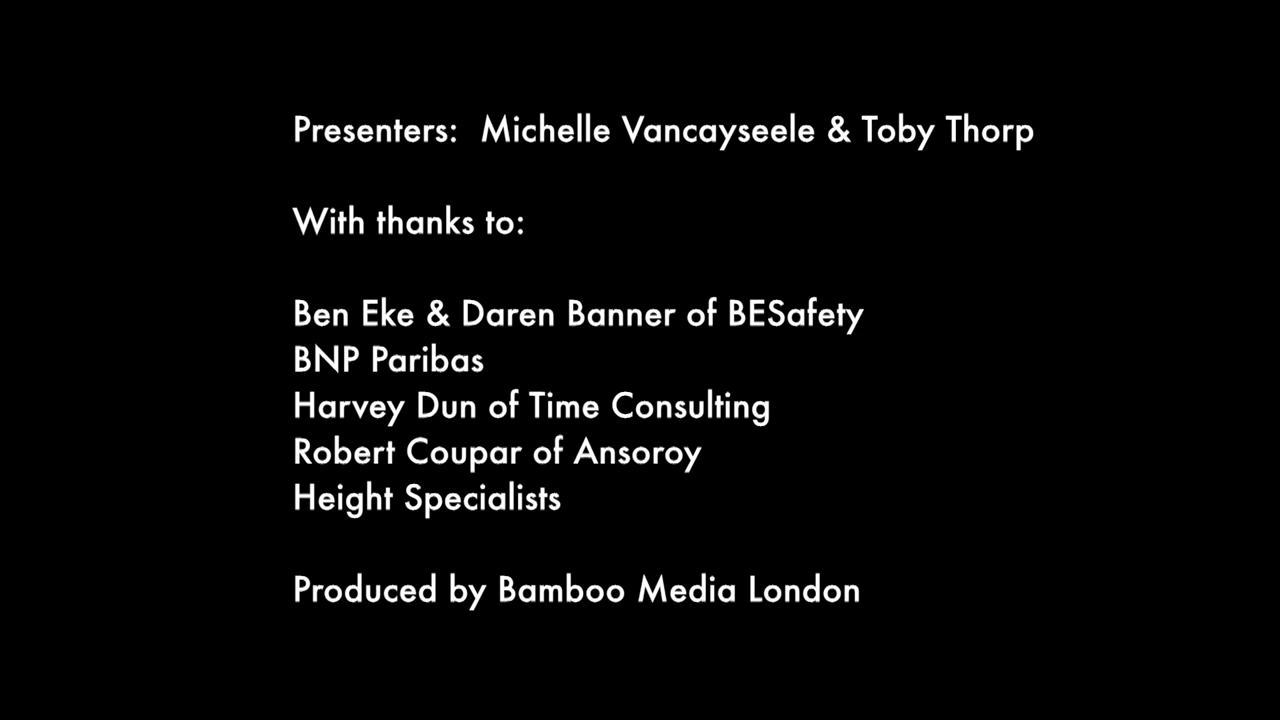 Presenters: Michelle Vancayseele & Toby Thorp
With thanks to:
Ben Eke & Daren Banner of BESafety
BNP Paribas
Harvey Dun of Time Consulting
Robert Coupar of Ansoroy
Height Specialists
Produced by Bamboo Media London